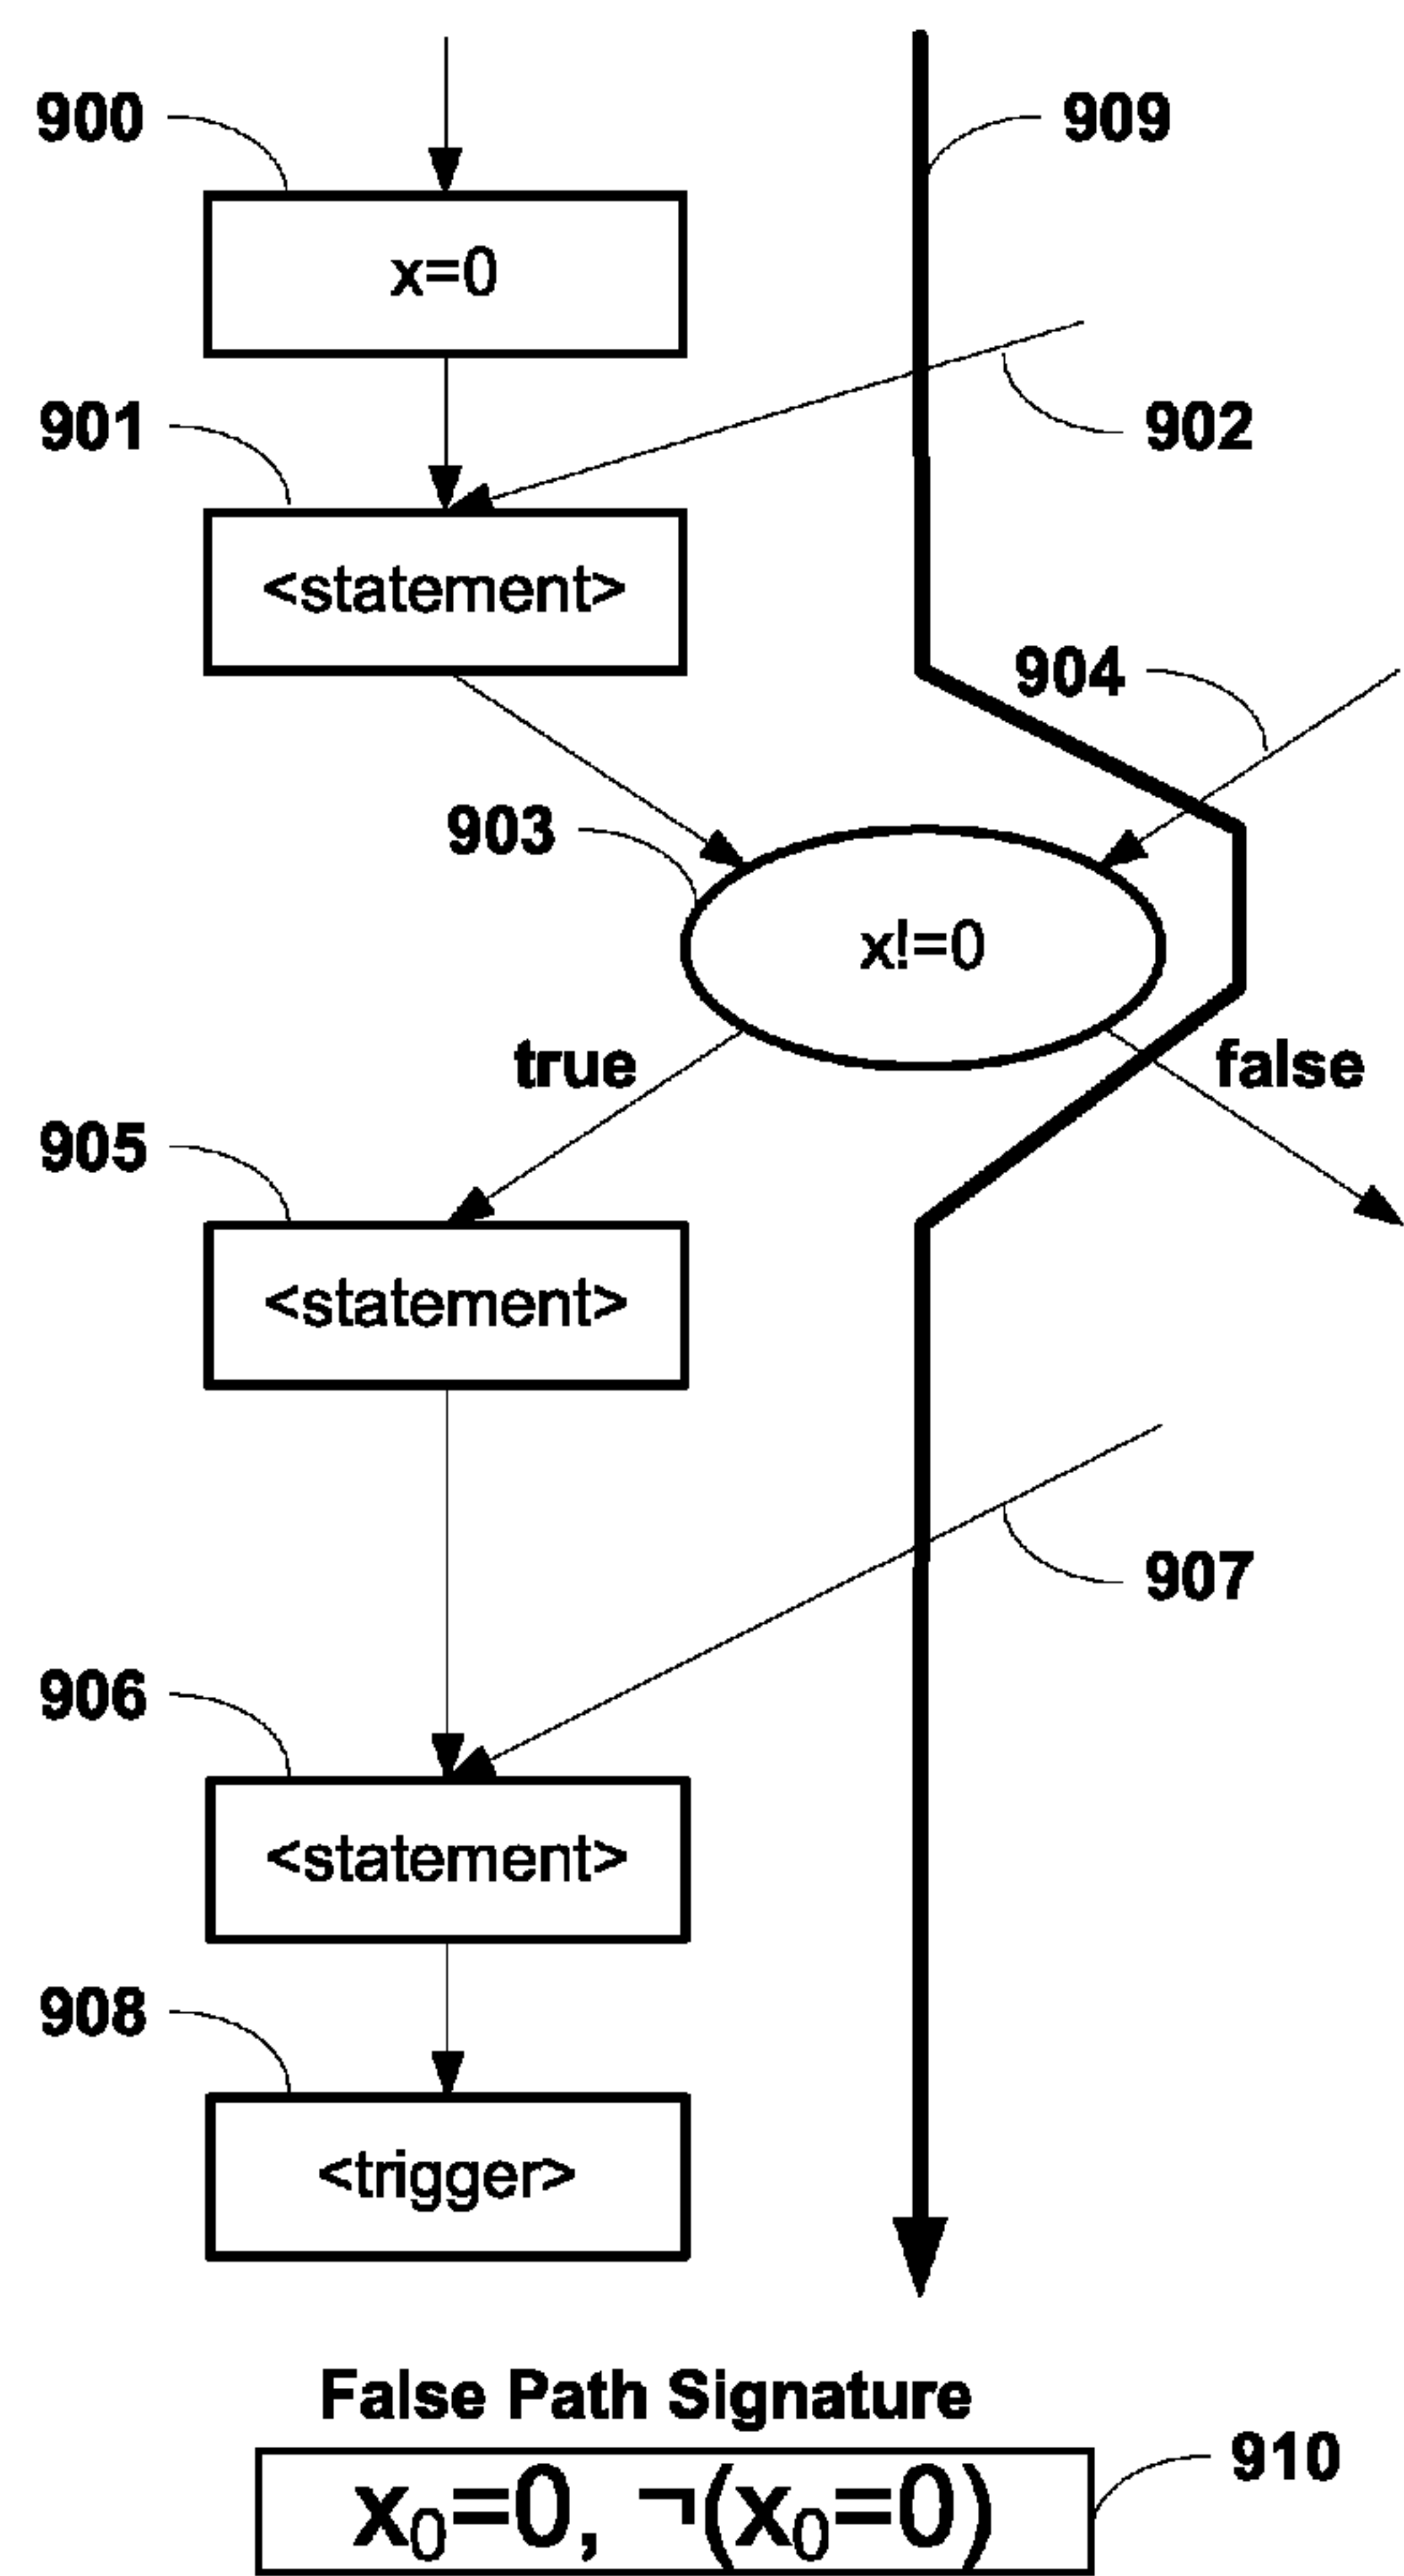 900
909
x=0
901
902
<statement>
904
903
x!=0
true
false
905
<statement>
907
906
<statement>
908
<trigger>
False Path Signature
x₀=0, ¬(x₀=0)
910